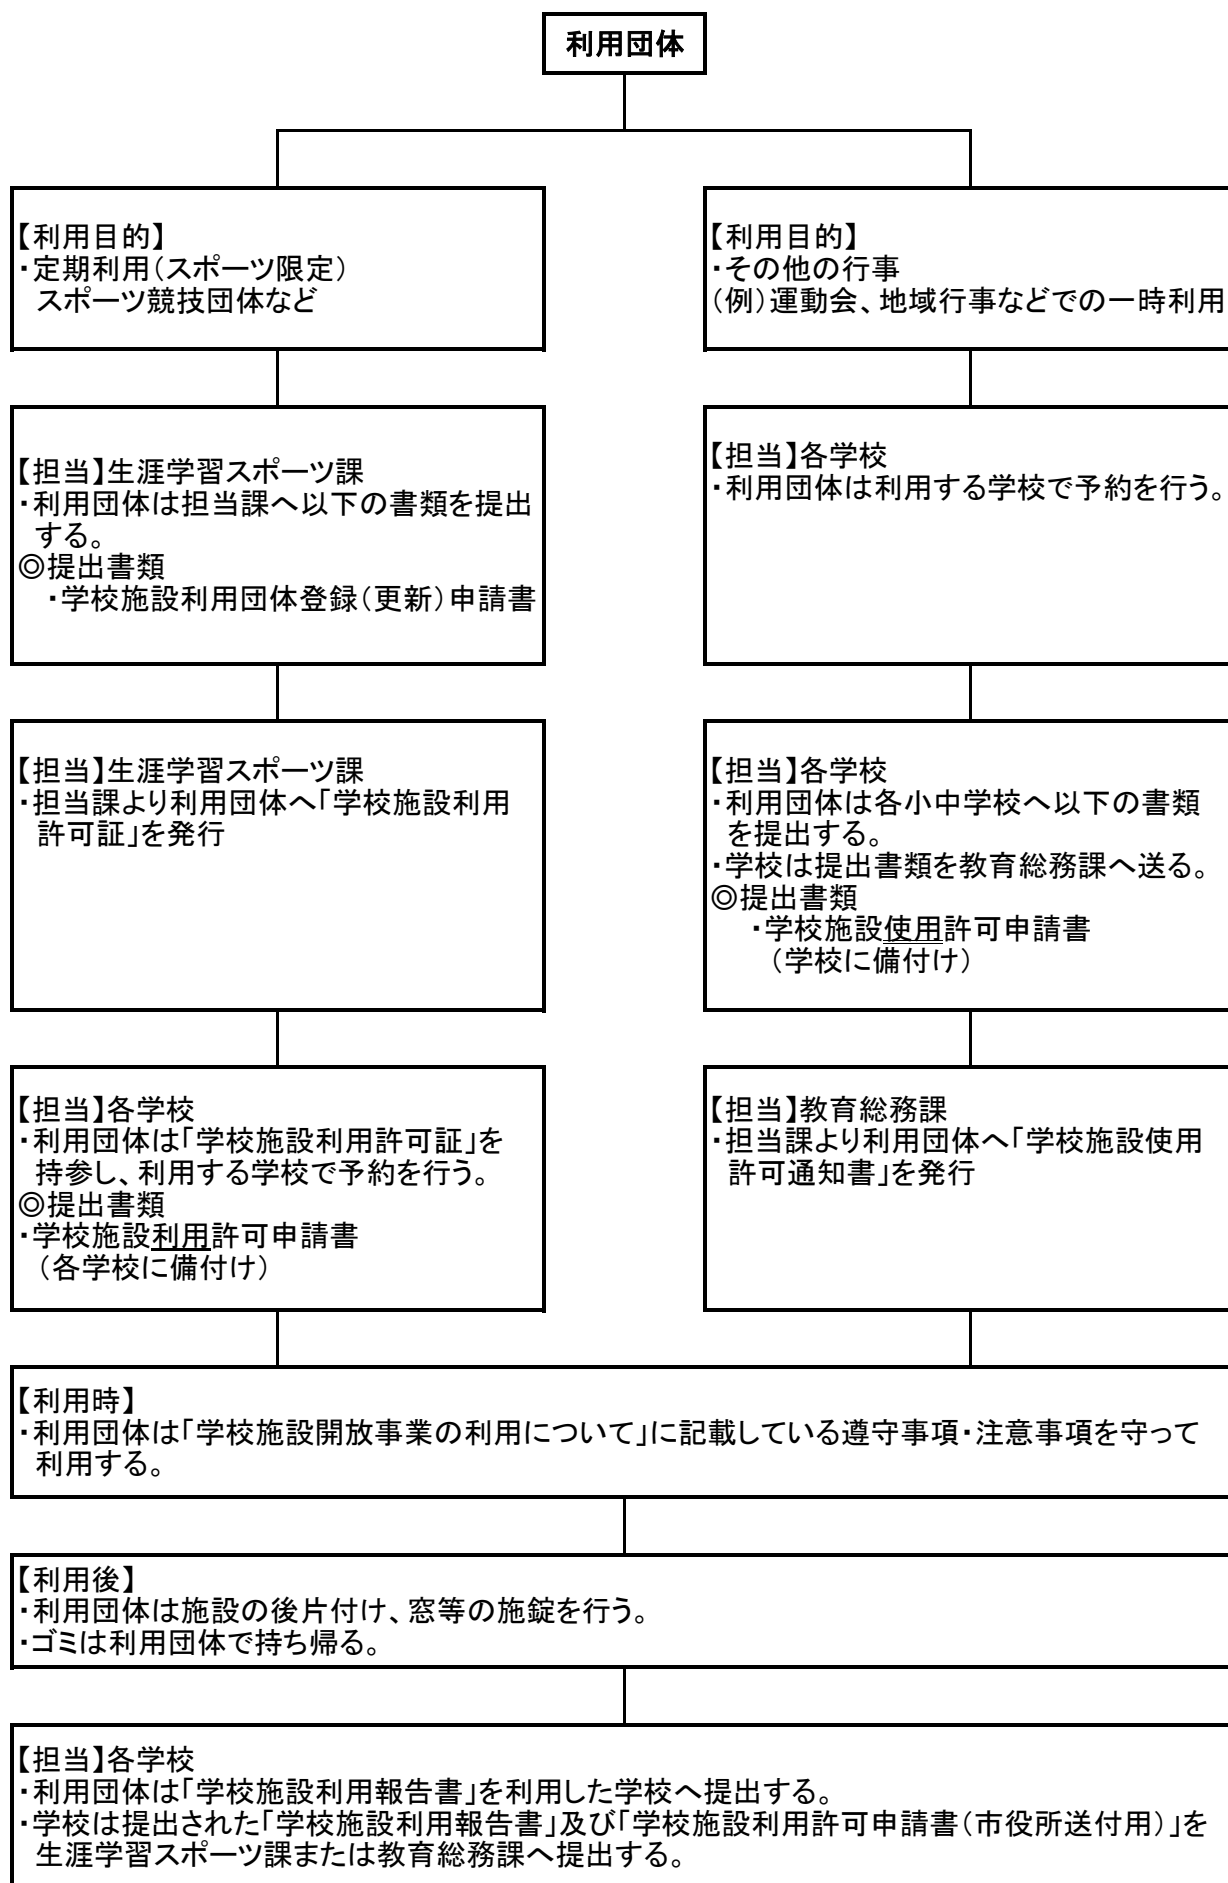 利用団体
【利用目的】
・定期利用（スポーツ限定）
スポーツ競技団体など
【利用目的】
・その他の行事
（例）運動会、地域行事などでの一時利用
【担当】生涯学習スポーツ課
・利用団体は担当課へ以下の書類を提出
する。
◎提出書類
・学校施設利用団体登録（更新）申請書
【担当】各学校
・利用団体は利用する学校で予約を行う。
【担当】生涯学習スポーツ課
・担当課より利用団体へ「学校施設利用
許可証」を発行
【担当】各学校
・利用団体は各小中学校へ以下の書類
を提出する。
・学校は提出書類を教育総務課へ送る。
◎提出書類
・学校施設使用許可申請書
（学校に備付け）
【担当】各学校
・利用団体は「学校施設利用許可証」を
持参し、利用する学校で予約を行う。
◎提出書類
・学校施設利用許可申請書
（各学校に備付け）
【担当】教育総務課
・担当課より利用団体へ「学校施設使用
許可通知書」を発行
【利用時】
・利用団体は「学校施設開放事業の利用について」に記載している遵守事項・注意事項を守って
利用する。
【利用後】
・利用団体は施設の後片付け、窓等の施錠を行う。
・ゴミは利用団体で持ち帰る。
【担当】各学校
・利用団体は「学校施設利用報告書」を利用した学校へ提出する。
・学校は提出された「学校施設利用報告書」及び「学校施設利用許可申請書（市役所送付用）」を
生涯学習スポーツ課または教育総務課へ提出する。